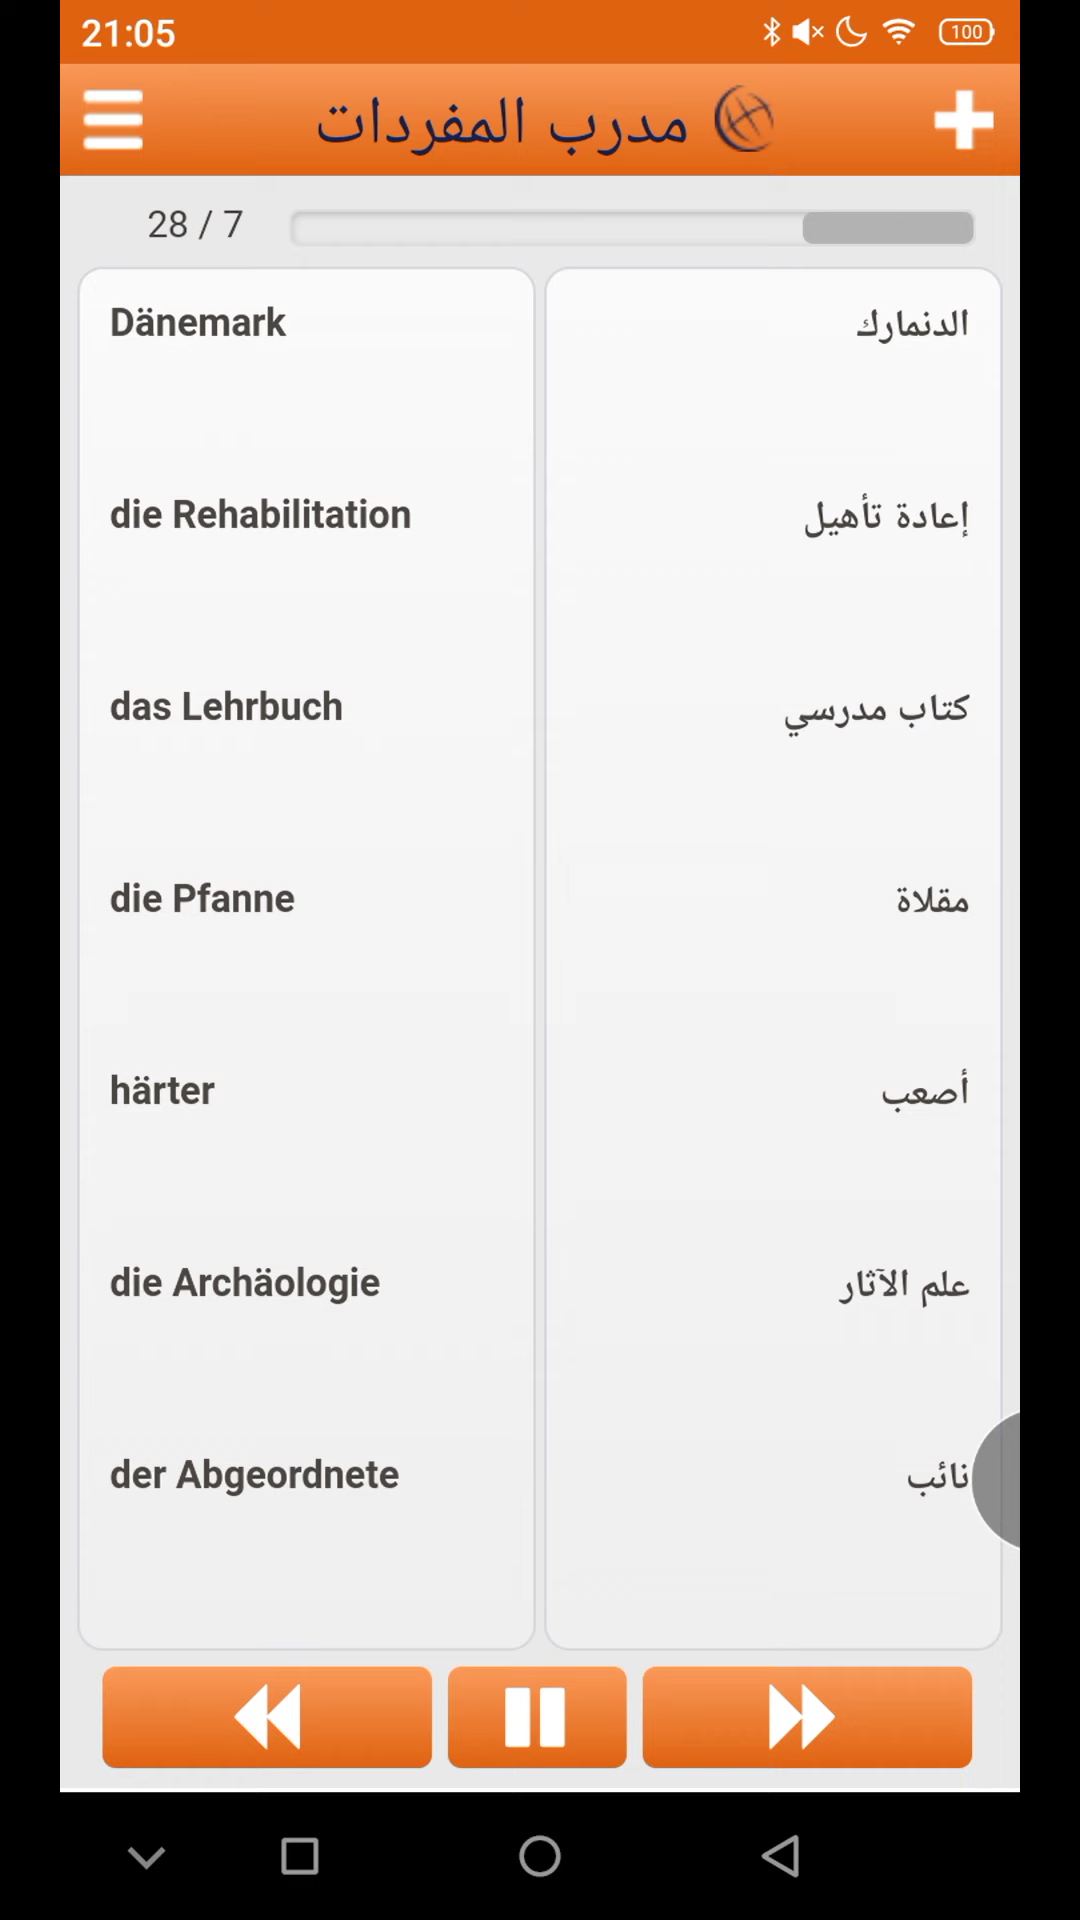 21:05
100
مدرب المفردات
28 / 7
Dänemark
الدنمارك
die Rehabilitation
إعادة تأهيل
das Lehrbuch
كتاب مدرسي
die Pfanne
مقلاة
härter
أصعب
die Archäologie
علم الآثار
der Abgeordnete
نائب